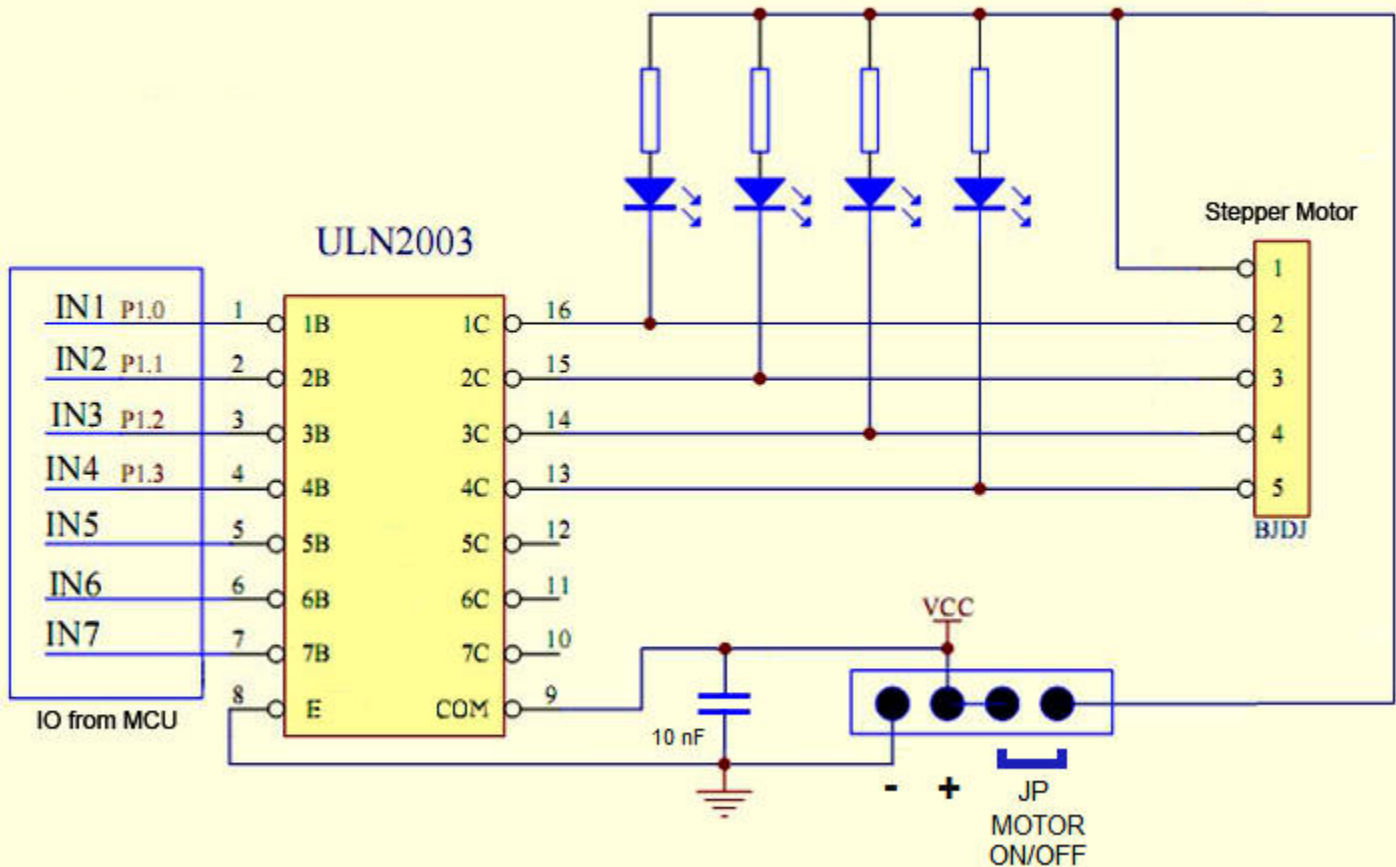 Stepper Motor
ULN2003
IN1 P1.0 1 1B 1C 16 1
IN2 P1.1 2 2B 2C 15 2
IN3 P1.2 3 3B 3C 14 3
IN4 P1.3 4 4B 4C 13 4
IN5 5 5B 5C 12 5
BJDJ
IN6 6 6B 6C 11
VCC
IN7 7 7B 7C 10
8 E COM 9
IO from MCU
10 nF
- + JP
MOTOR
ON/OFF